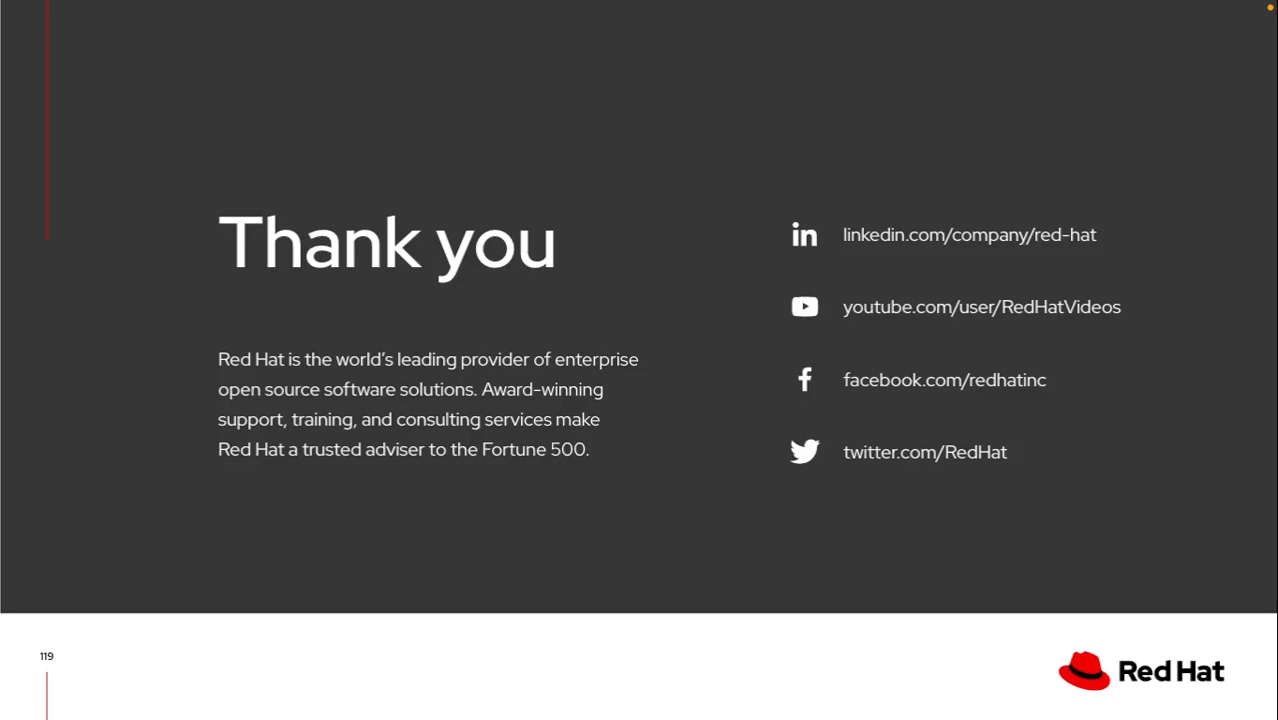 Thank you
Red Hat is the world’s leading provider of enterprise
open source software solutions. Award-winning
support, training, and consulting services make
Red Hat a trusted adviser to the Fortune 500.
linkedin.com/company/red-hat
youtube.com/user/RedHatVideos
facebook.com/redhatinc
twitter.com/RedHat
119
Red Hat